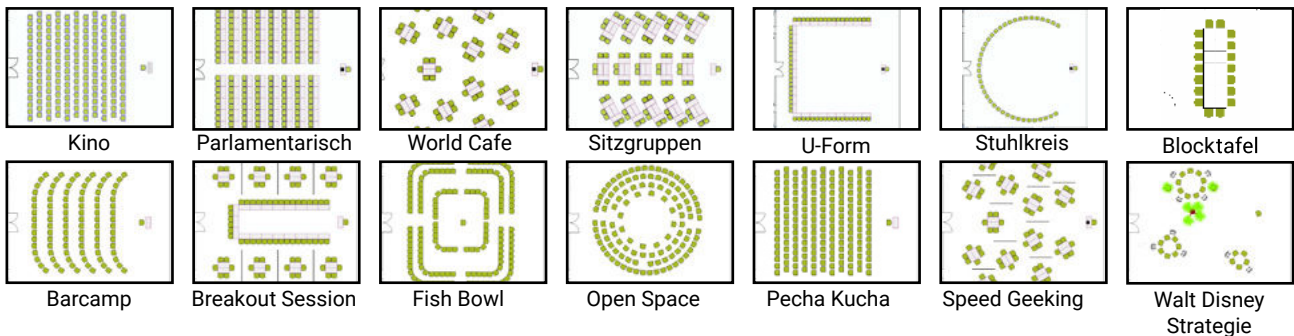 Kino
Parlamentarisch
World Cafe
Sitzgruppen
U-Form
Stuhlkreis
Blocktafel
Barcamp
Breakout Session
Fish Bowl
Open Space
Pecha Kucha
Speed Geeking
Walt Disney
Strategie